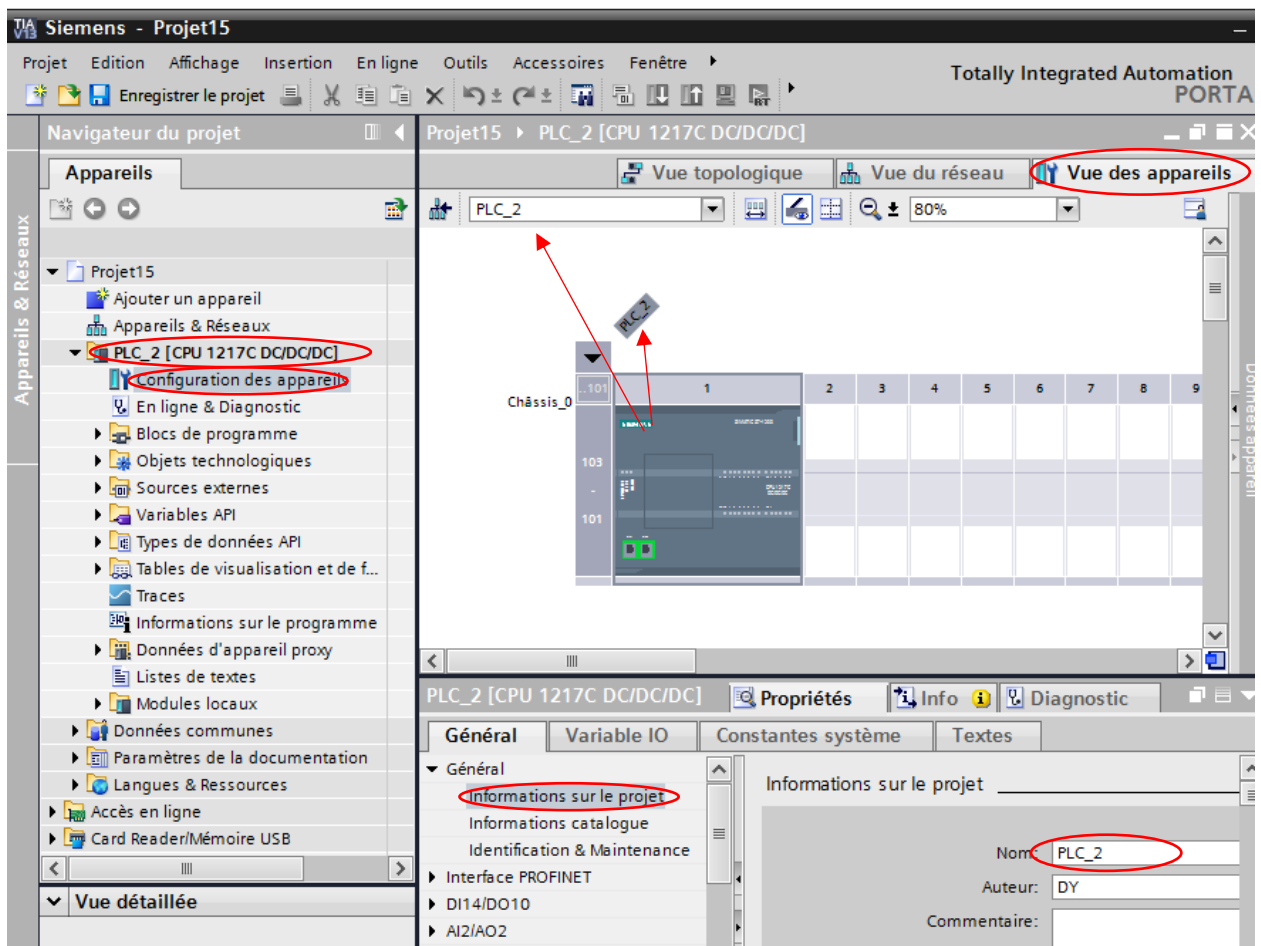 Siemens - Projet15
Projet Edition Affichage Insertion En ligne Outils Accessoires Fenêtre
Totally Integrated Automation
PORTA
Enregistrer le projet
Navigateur du projet
Projet15 PLC_2 [CPU 1217C DC/DC/DC]
Appareils
Vue topologique Vue du réseau Vue des appareils
PLC_2 80%
Appareils & Réseaux
Projet15
Ajouter un appareil
Appareils & Réseaux
PLC_2 [CPU 1217C DC/DC/DC]
Configuration des appareils
En ligne & Diagnostic
Blocs de programme
Objets technologiques
Sources externes
Variables API
Types de données API
Tables de visualisation et de f...
Traces
Informations sur le programme
Données d'appareil proxy
Listes de textes
Modules locaux
Données communes
Paramètres de la documentation
Langues & Ressources
Accès en ligne
Card Reader/Mémoire USB
Vue détaillée
PLC_2
Châssis_0
..101 1 2 3 4 5 6 7 8 9
SIEMENS
103
-
101
Données appareil
PLC_2 [CPU 1217C DC/DC/DC]
Propriétés Info Diagnostic
Général Variable IO Constantes système Textes
Général
Informations sur le projet
Informations catalogue
Identification & Maintenance
Interface PROFINET
DI14/DO10
AI2/AO2
Informations sur le projet
Nom: PLC_2
Auteur: DY
Commentaire: